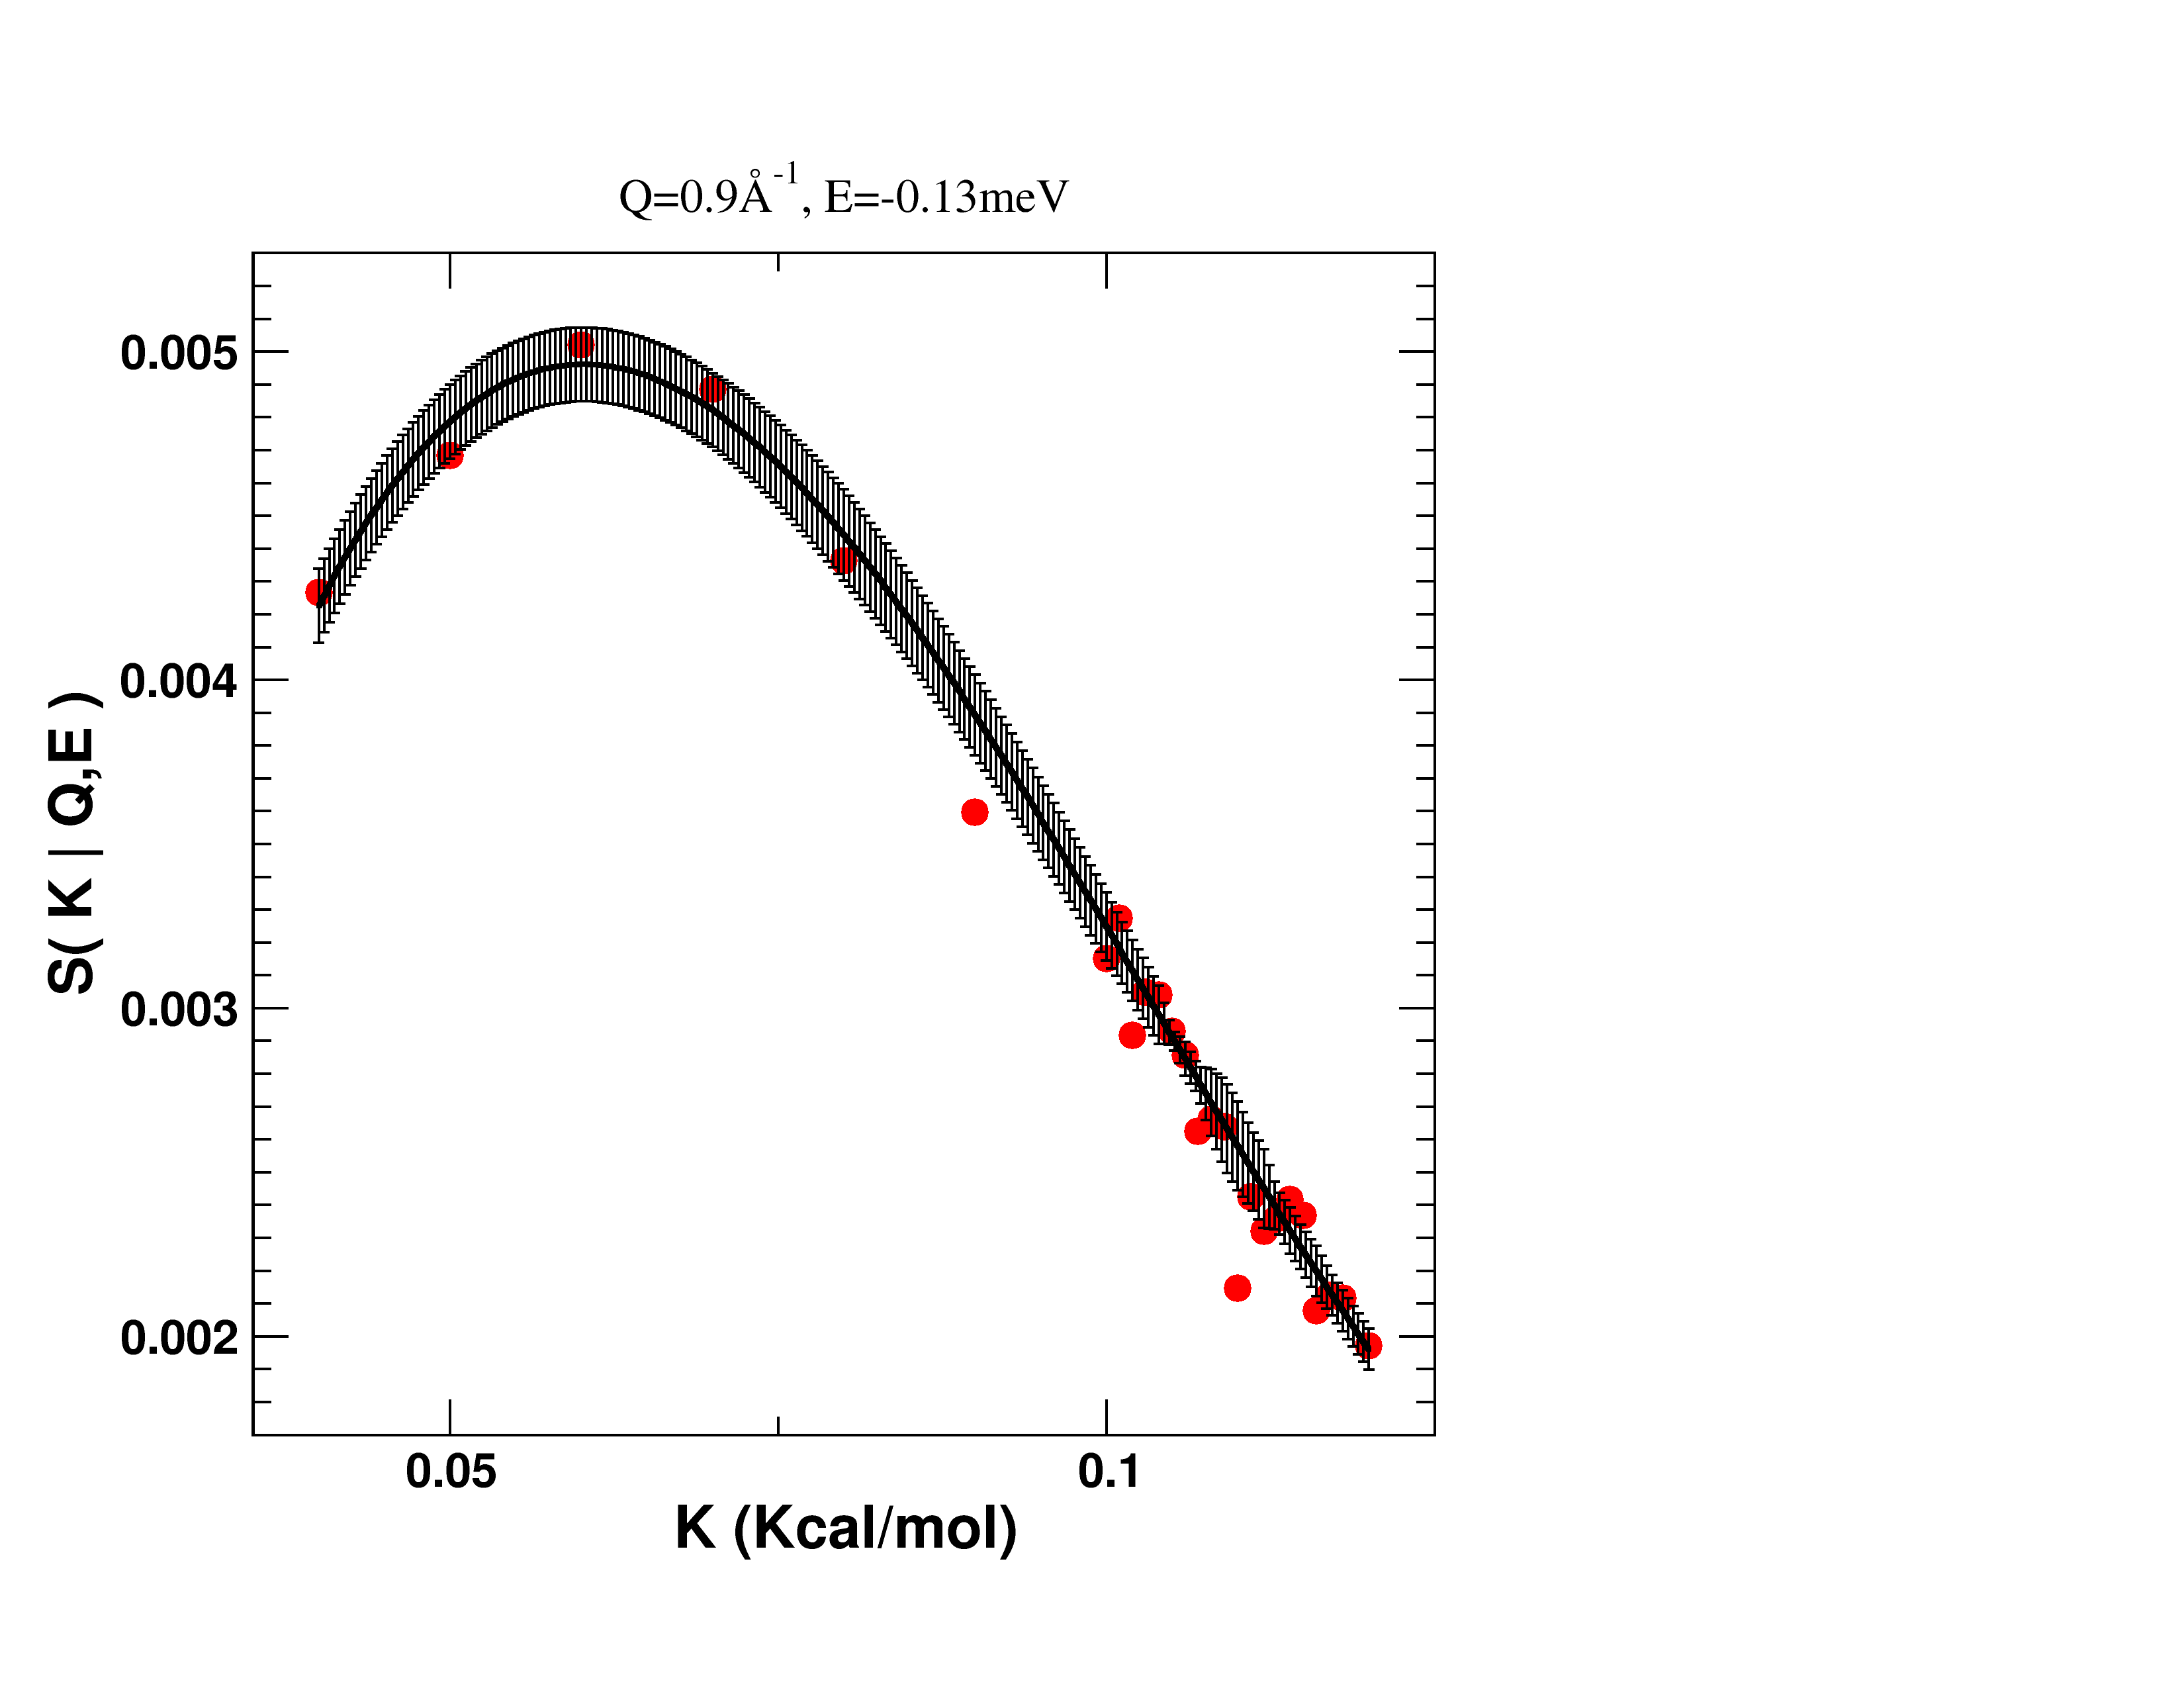 Q=0.9Å-1, E=-0.13meV
0.005
0.004
0.003
0.002
S( K | Q,E )
0.05
0.1
K (Kcal/mol)